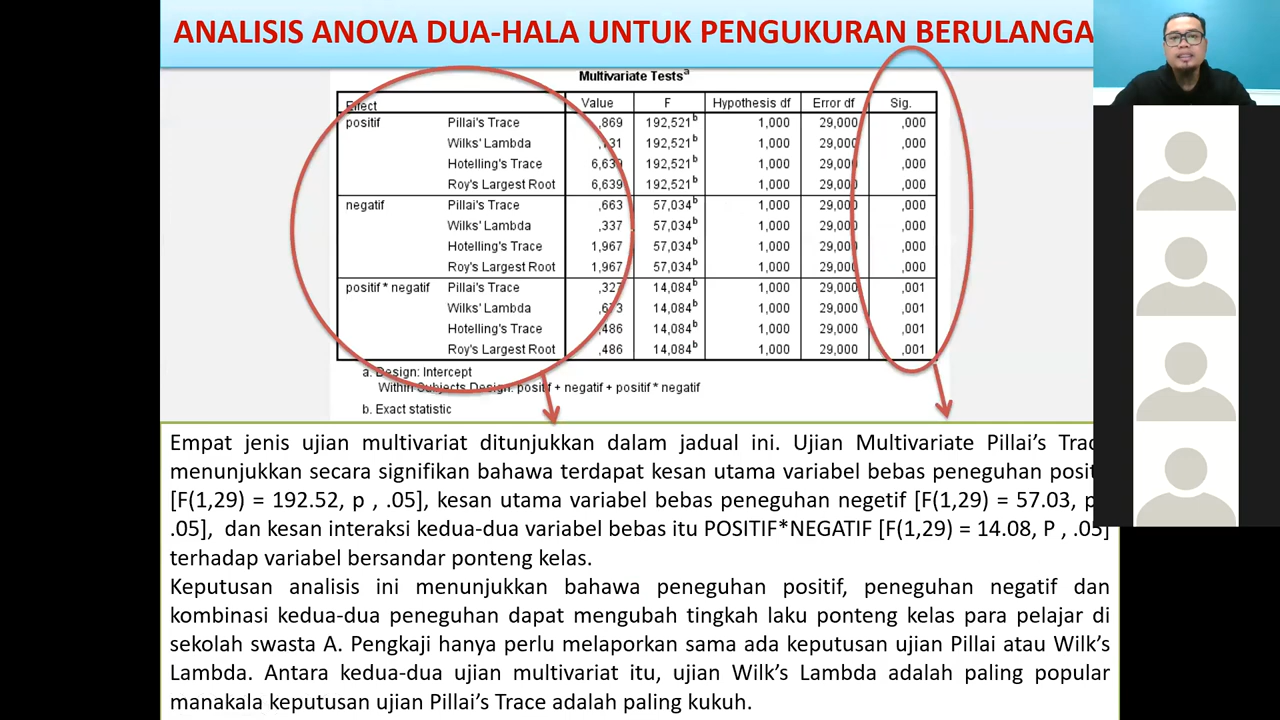 ANALISIS ANOVA DUA-HALA UNTUK PENGUKURAN BERULANGA
Multivariate Testsᵃ
Effect Value F Hypothesis df Error df Sig.
positif Pillai's Trace ,869 192,521ᵇ 1,000 29,000 ,000
Wilks' Lambda ,131 192,521ᵇ 1,000 29,000 ,000
Hotelling's Trace 6,639 192,521ᵇ 1,000 29,000 ,000
Roy's Largest Root 6,639 192,521ᵇ 1,000 29,000 ,000
negatif Pillai's Trace ,663 57,034ᵇ 1,000 29,000 ,000
Wilks' Lambda ,337 57,034ᵇ 1,000 29,000 ,000
Hotelling's Trace 1,967 57,034ᵇ 1,000 29,000 ,000
Roy's Largest Root 1,967 57,034ᵇ 1,000 29,000 ,000
positif * negatif Pillai's Trace ,327 14,084ᵇ 1,000 29,000 ,001
Wilks' Lambda ,673 14,084ᵇ 1,000 29,000 ,001
Hotelling's Trace ,486 14,084ᵇ 1,000 29,000 ,001
Roy's Largest Root ,486 14,084ᵇ 1,000 29,000 ,001
a. Design: Intercept
Within Subjects Design: positif + negatif + positif * negatif
b. Exact statistic
Empat jenis ujian multivariat ditunjukkan dalam jadual ini. Ujian Multivariate Pillai's Trac
menunjukkan secara signifikan bahawa terdapat kesan utama variabel bebas peneguhan posit
[F(1,29) = 192.52, p , .05], kesan utama variabel bebas peneguhan negetif [F(1,29) = 57.03, p
.05], dan kesan interaksi kedua-dua variabel bebas itu POSITIF*NEGATIF [F(1,29) = 14.08, P , .05]
terhadap variabel bersandar ponteng kelas.
Keputusan analisis ini menunjukkan bahawa peneguhan positif, peneguhan negatif dan
kombinasi kedua-dua peneguhan dapat mengubah tingkah laku ponteng kelas para pelajar di
sekolah swasta A. Pengkaji hanya perlu melaporkan sama ada keputusan ujian Pillai atau Wilk's
Lambda. Antara kedua-dua ujian multivariat itu, ujian Wilk's Lambda adalah paling popular
manakala keputusan ujian Pillai's Trace adalah paling kukuh.